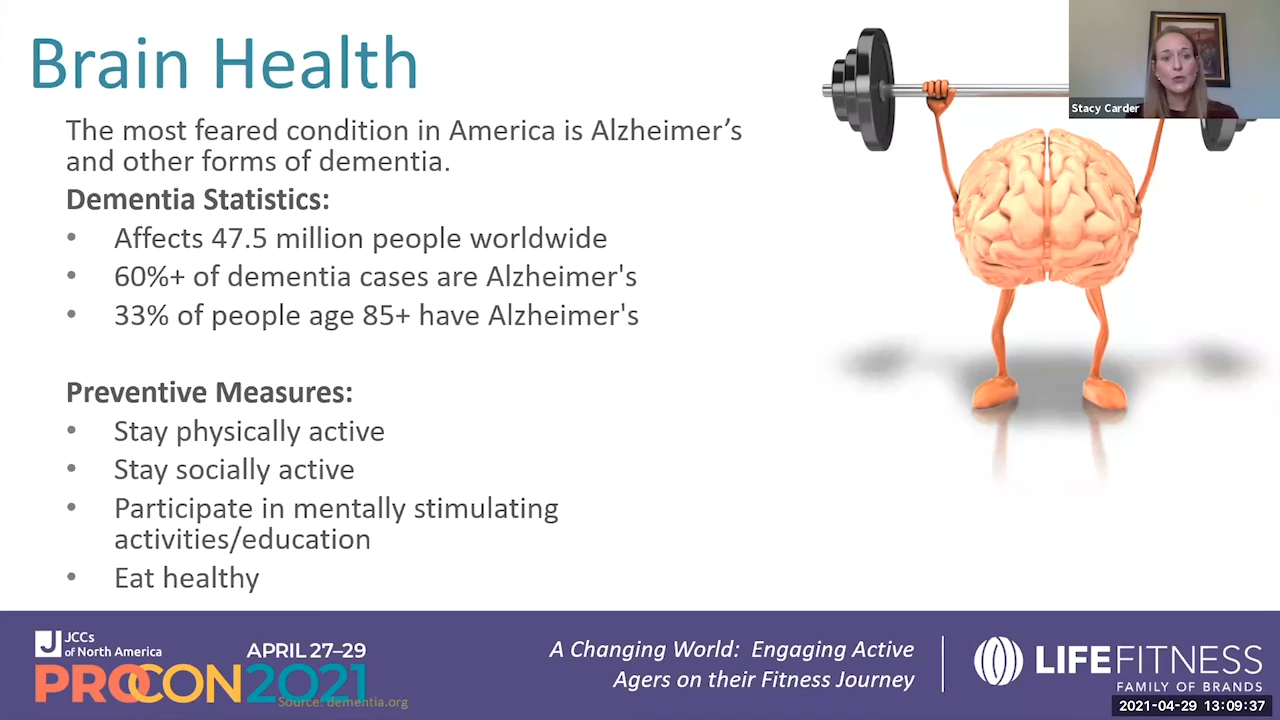 Brain Health
The most feared condition in America is Alzheimer’s
and other forms of dementia.
Dementia Statistics:
• Affects 47.5 million people worldwide
• 60%+ of dementia cases are Alzheimer's
• 33% of people age 85+ have Alzheimer's
Preventive Measures:
• Stay physically active
• Stay socially active
• Participate in mentally stimulating
activities/education
• Eat healthy
Stacy Carder
J JCCs
of North America
APRIL 27–29
PROCON 2021
Source: dementia.org
A Changing World: Engaging Active
Agers on their Fitness Journey
LIFEFITNESS
FAMILY OF BRANDS
2021-04-29 13:09:37